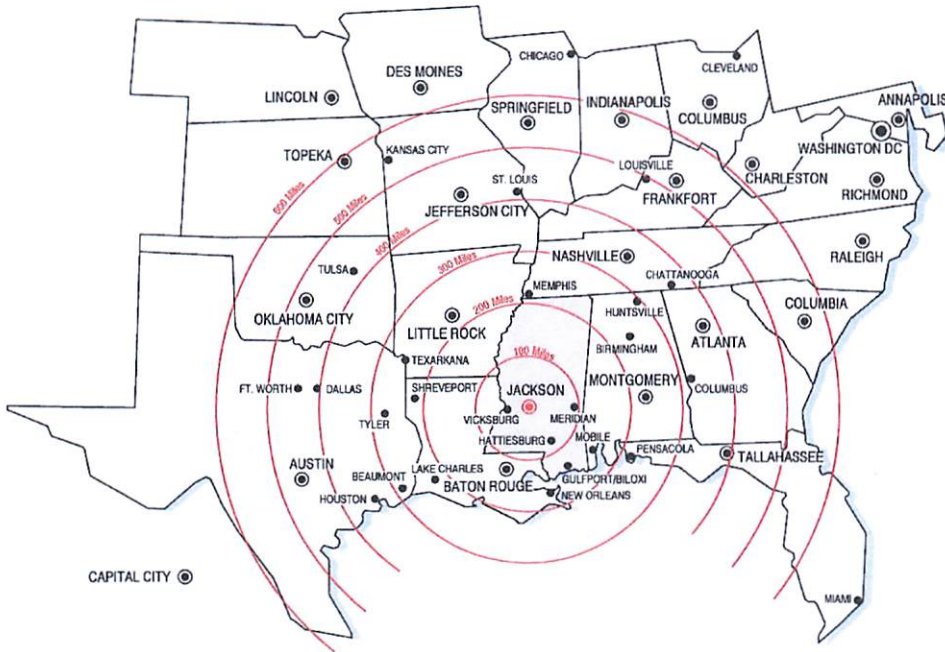 CHICAGO
CLEVELAND
DES MOINES
LINCOLN
SPRINGFIELD
INDIANAPOLIS
COLUMBUS
ANNAPOLIS
WASHINGTON DC
TOPEKA
KANSAS CITY
LOUISVILLE
CHARLESTON
ST. LOUIS
FRANKFORT
RICHMOND
JEFFERSON CITY
600 Miles
500 Miles
400 Miles
300 Miles
200 Miles
100 Miles
RALEIGH
NASHVILLE
CHATTANOOGA
TULSA
MEMPHIS
OKLAHOMA CITY
LITTLE ROCK
HUNTSVILLE
COLUMBIA
ATLANTA
BIRMINGHAM
TEXARKANA
FT. WORTH
DALLAS
SHREVEPORT
JACKSON
MONTGOMERY
COLUMBUS
TYLER
VICKSBURG
MERIDIAN
HATTIESBURG
MOBILE
PENSACOLA
TALLAHASSEE
AUSTIN
BEAUMONT
LAKE CHARLES
BATON ROUGE
GULFPORT/BILOXI
HOUSTON
NEW ORLEANS
CAPITAL CITY
MIAMI